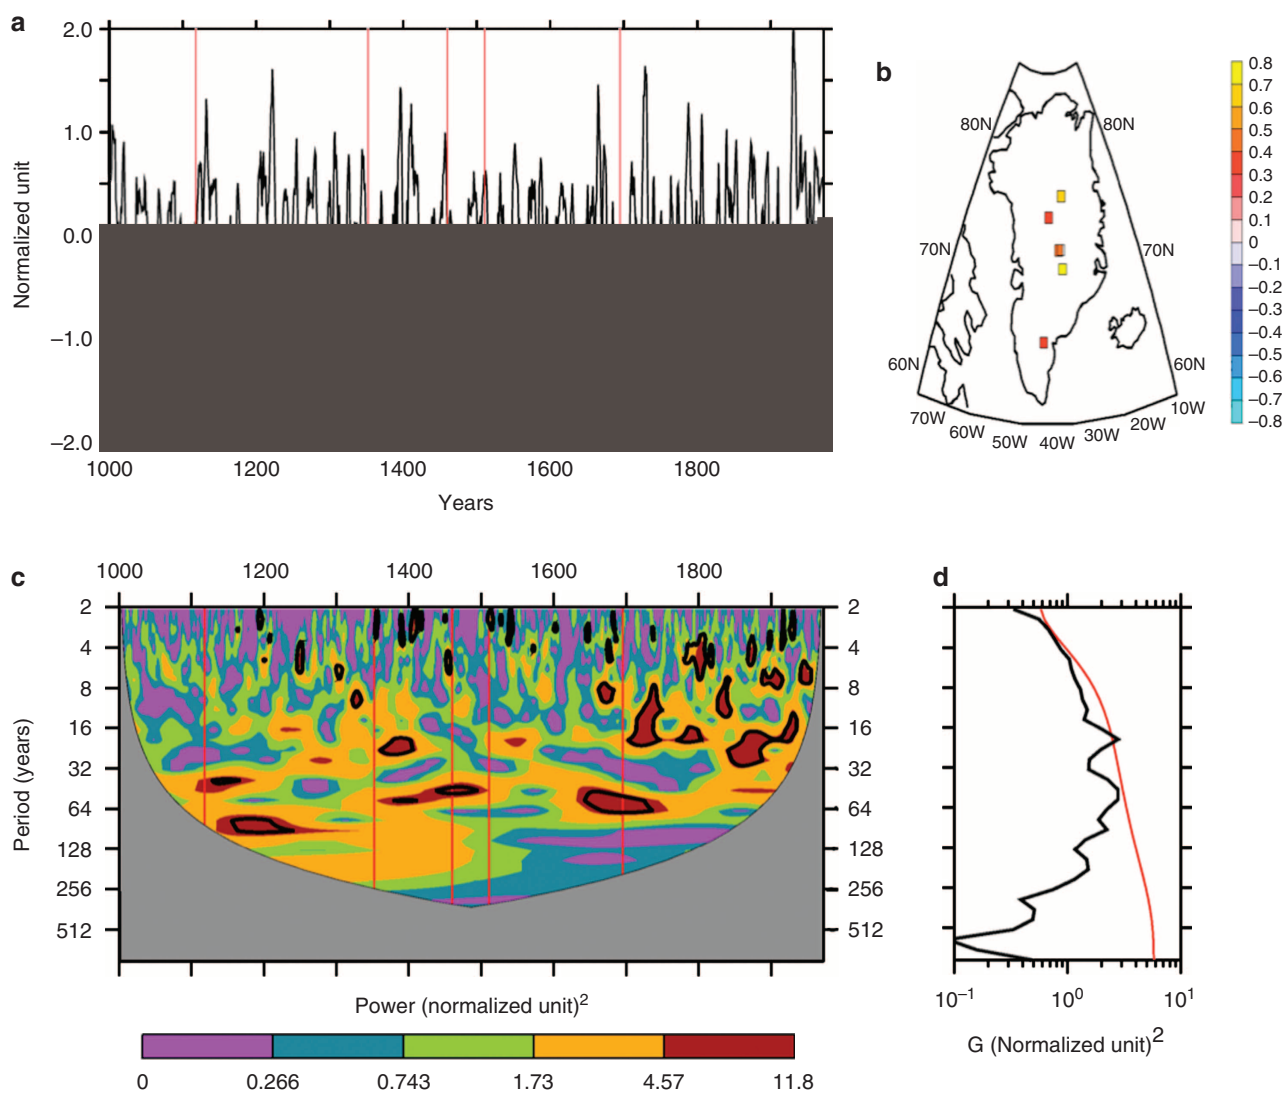 a
2.0
1.0
0.0
−1.0
−2.0
Normalized unit
1000 1200 1400 1600 1800
Years
b
80N 80N
70N 70N
60N 60N
70W 60W 50W 40W 30W 20W 10W
0.8
0.7
0.6
0.5
0.4
0.3
0.2
0.1
0
−0.1
−0.2
−0.3
−0.4
−0.5
−0.6
−0.7
−0.8
c
1000 1200 1400 1600 1800
2 2
4 4
8 8
16 16
32 32
64 64
128 128
256 256
512 512
Period (years)
Power (normalized unit)²
0 0.266 0.743 1.73 4.57 11.8
d
10⁻¹ 10⁰ 10¹
G (Normalized unit)²